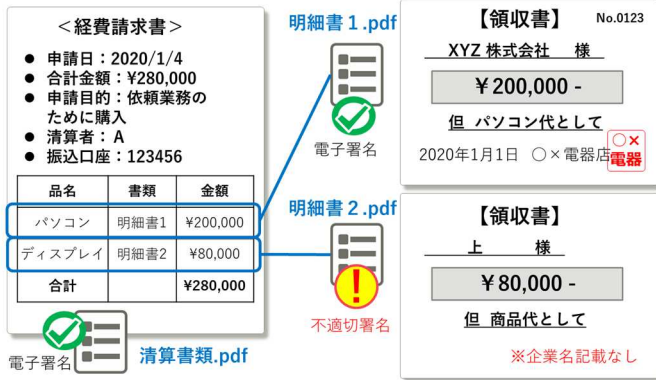 <経費請求書>
● 申請日：2020/1/4
● 合計金額：¥280,000
● 申請目的：依頼業務の
ために購入
● 清算者：A
● 振込口座：123456
品名 書類 金額
パソコン 明細書1 ¥200,000
ディスプレイ 明細書2 ¥80,000
合計 ¥280,000
電子署名
清算書類.pdf
明細書１.pdf
電子署名
明細書２.pdf
!
不適切署名
【領収書】 No.0123
XYZ 株式会社 様
￥200,000 -
但 パソコン代として
2020年1月1日 〇×電器店
〇×
電器
【領収書】
上 様
￥80,000 -
但 商品代として
※企業名記載なし